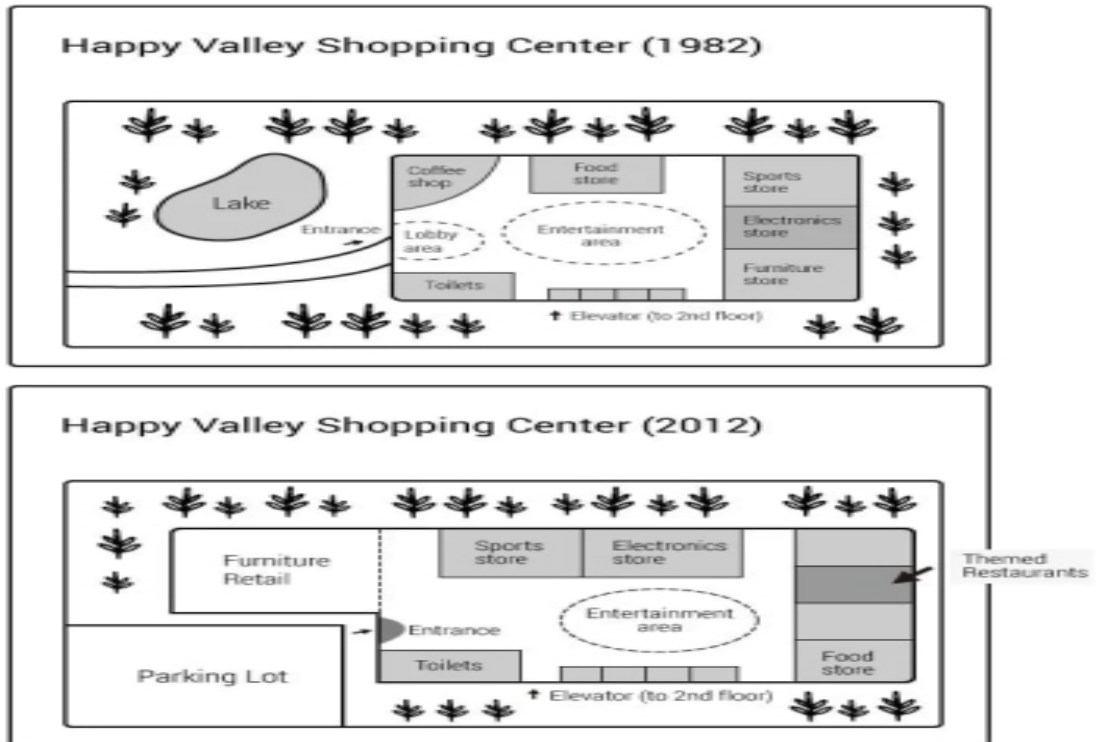 Happy Valley Shopping Center (1982)
Coffee
shop
Food
store
Sports
store
Lake
Entrance
Lobby
area
Entertainment
area
Electronics
store
Toilets
Furniture
store
Elevator (to 2nd floor)
Happy Valley Shopping Center (2012)
Furniture
Retail
Sports
store
Electronics
store
Themed
Restaurants
Entrance
Entertainment
area
Parking Lot
Toilets
Food
store
Elevator (to 2nd floor)